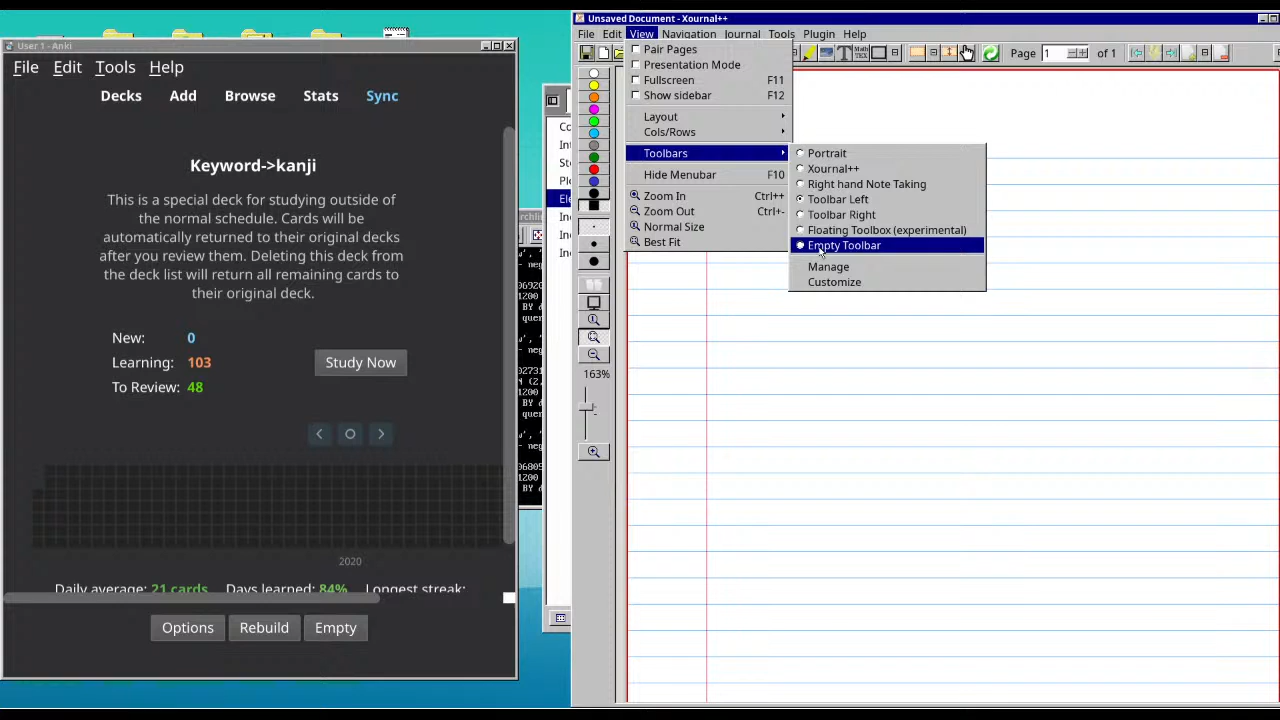 User 1 - Anki
File Edit Tools Help
Decks Add Browse Stats Sync
Keyword->kanji
This is a special deck for studying outside of
the normal schedule. Cards will be
automatically returned to their original decks
after you review them. Deleting this deck from
the deck list will return all remaining cards to
their original deck.
New: 0
Learning: 103
To Review: 48
Study Now
2020
Daily average: 21 cards Days learned: 84% Longest streak:
Options Rebuild Empty
Unsaved Document - Xournal++
File Edit View Navigation Journal Tools Plugin Help
Page 1 of 1
Pair Pages
Presentation Mode
Fullscreen F11
Show sidebar F12
Layout
Cols/Rows
Toolbars
Hide Menubar F10
Zoom In Ctrl++
Zoom Out Ctrl+-
Normal Size
Best Fit
Portrait
Xournal++
Right hand Note Taking
Toolbar Left
Toolbar Right
Floating Toolbox (experimental)
Empty Toolbar
Manage
Customize
163%